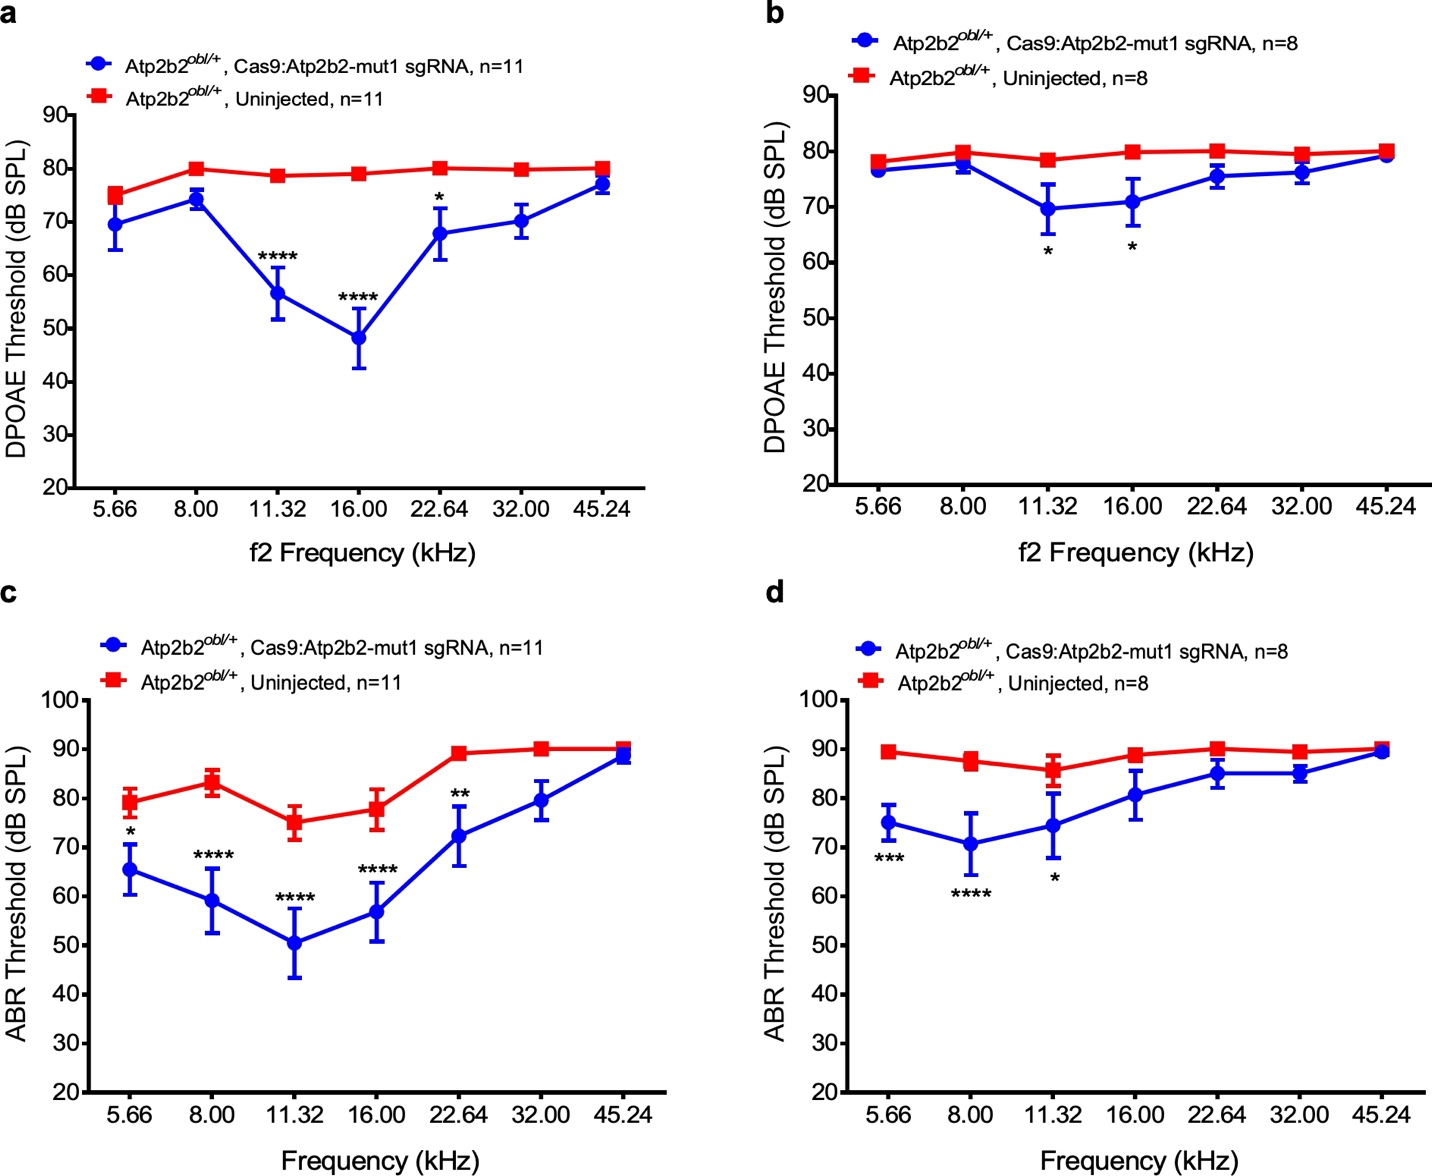 a
Atp2b2obl/+, Cas9:Atp2b2-mut1 sgRNA, n=11
Atp2b2obl/+, Uninjected, n=11
DPOAE Threshold (dB SPL)
90
80
70
60
50
40
30
20
*
****
****
5.66 8.00 11.32 16.00 22.64 32.00 45.24
f2 Frequency (kHz)
b
Atp2b2obl/+, Cas9:Atp2b2-mut1 sgRNA, n=8
Atp2b2obl/+, Uninjected, n=8
DPOAE Threshold (dB SPL)
90
80
70
60
50
40
30
20
* *
5.66 8.00 11.32 16.00 22.64 32.00 45.24
f2 Frequency (kHz)
c
Atp2b2obl/+, Cas9:Atp2b2-mut1 sgRNA, n=11
Atp2b2obl/+, Uninjected, n=11
ABR Threshold (dB SPL)
100
90
80
70
60
50
40
30
20
**
*
****
****
****
5.66 8.00 11.32 16.00 22.64 32.00 45.24
Frequency (kHz)
d
Atp2b2obl/+, Cas9:Atp2b2-mut1 sgRNA, n=8
Atp2b2obl/+, Uninjected, n=8
ABR Threshold (dB SPL)
100
90
80
70
60
50
40
30
20
***
*
****
5.66 8.00 11.32 16.00 22.64 32.00 45.24
Frequency (kHz)